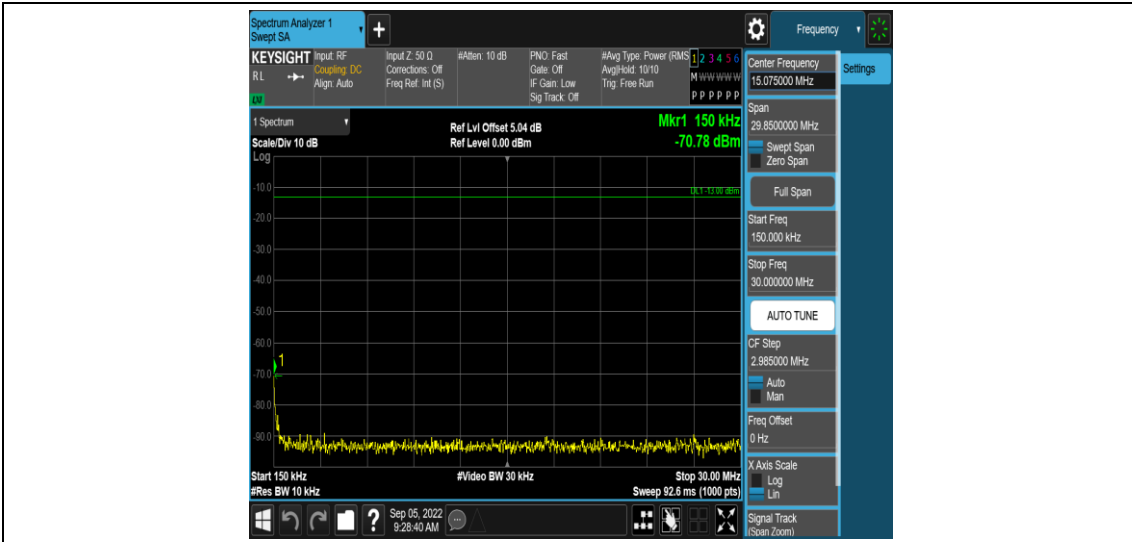 Spectrum Analyzer 1
Swept SA
+
Frequency
KEYSIGHT
RL
Input: RF
Coupling: DC
Align: Auto
Input Z: 50 Ω
Corrections: Off
Freq Ref: Int (S)
#Atten: 10 dB
PNO: Fast
Gate: Off
IF Gain: Low
Sig Track: Off
#Avg Type: Power (RMS
Avg|Hold: 10/10
Trig: Free Run
1 2 3 4 5 6
M W W W W W
P P P P P P
1 Spectrum
Scale/Div 10 dB
Log
Ref Lvl Offset 5.04 dB
Ref Level 0.00 dBm
Mkr1 150 kHz
-70.78 dBm
DL1 -13.00 dBm
-10.0
-20.0
-30.0
-40.0
-50.0
-60.0
-70.0
-80.0
-90.0
1
Start 150 kHz
#Res BW 10 kHz
#Video BW 30 kHz
Stop 30.00 MHz
Sweep 92.6 ms (1000 pts)
Center Frequency
15.075000 MHz
Settings
Span
29.8500000 MHz
Swept Span
Zero Span
Full Span
Start Freq
150.000 kHz
Stop Freq
30.000000 MHz
AUTO TUNE
CF Step
2.985000 MHz
Auto
Man
Freq Offset
0 Hz
X Axis Scale
Log
Lin
Signal Track
(Span Zoom)
?
Sep 05, 2022
9:28:40 AM